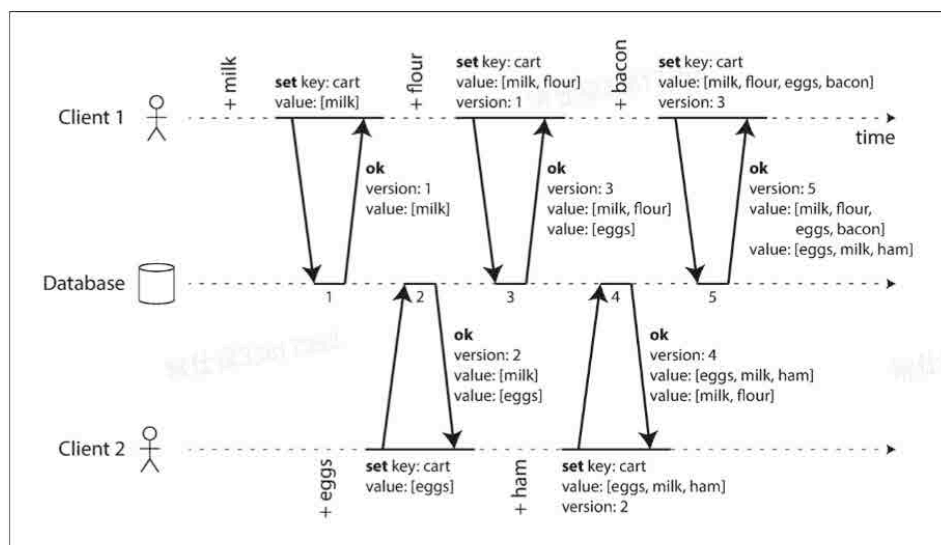 + milk
set key: cart
value: [milk]
+ flour
set key: cart
value: [milk, flour]
version: 1
+ bacon
set key: cart
value: [milk, flour, eggs, bacon]
version: 3
Client 1
time
ok
version: 1
value: [milk]
ok
version: 3
value: [milk, flour]
value: [eggs]
ok
version: 5
value: [milk, flour,
eggs, bacon]
value: [eggs, milk, ham]
Database
1
2
3
4
5
ok
version: 2
value: [milk]
value: [eggs]
ok
version: 4
value: [eggs, milk, ham]
value: [milk, flour]
Client 2
+ eggs
set key: cart
value: [eggs]
+ ham
set key: cart
value: [eggs, milk, ham]
version: 2